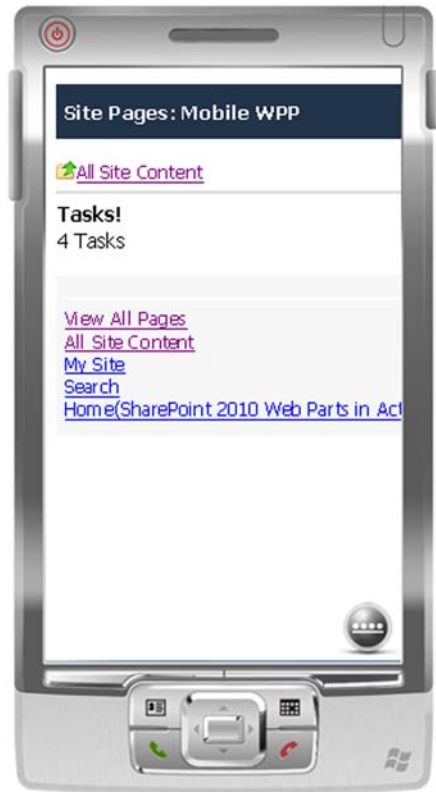 Site Pages: Mobile WPP
All Site Content
Tasks!
4 Tasks
View All Pages
All Site Content
My Site
Search
Home(SharePoint 2010 Web Parts in Act